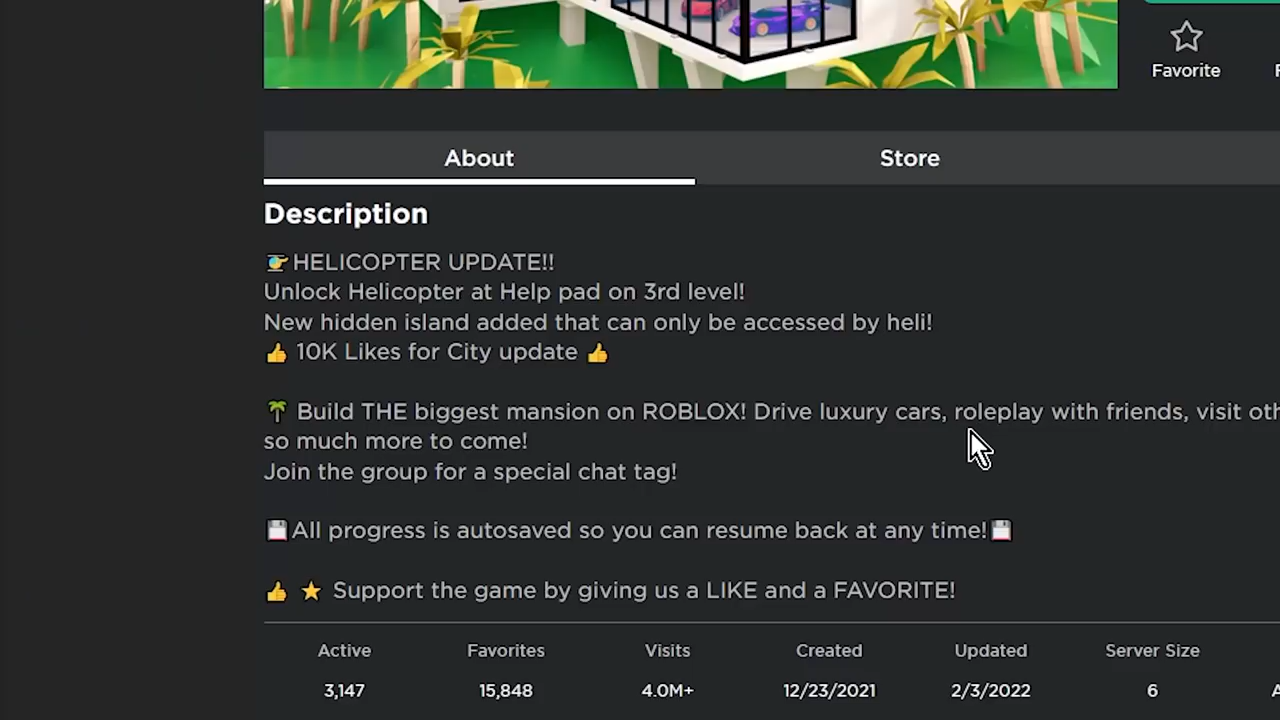 Favorite
About
Store
Description
🚁HELICOPTER UPDATE!!
Unlock Helicopter at Help pad on 3rd level!
New hidden island added that can only be accessed by heli!
👍 10K Likes for City update 👍
🌴 Build THE biggest mansion on ROBLOX! Drive luxury cars, roleplay with friends, visit
so much more to come!
Join the group for a special chat tag!
💾All progress is autosaved so you can resume back at any time!💾
👍 ⭐ Support the game by giving us a LIKE and a FAVORITE!
Active Favorites Visits Created Updated Server Size
3,147 15,848 4.0M+ 12/23/2021 2/3/2022 6